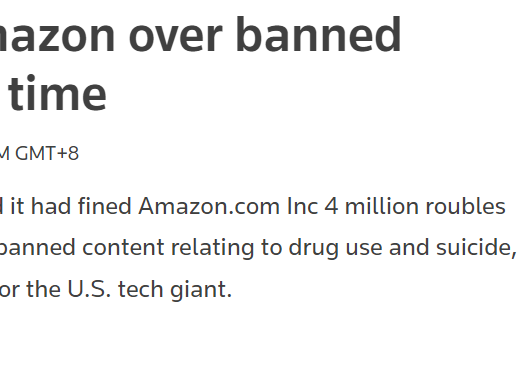 mazon over banned
time
M GMT+8
it had fined Amazon.com Inc 4 million roubles
banned content relating to drug use and suicide,
or the U.S. tech giant.